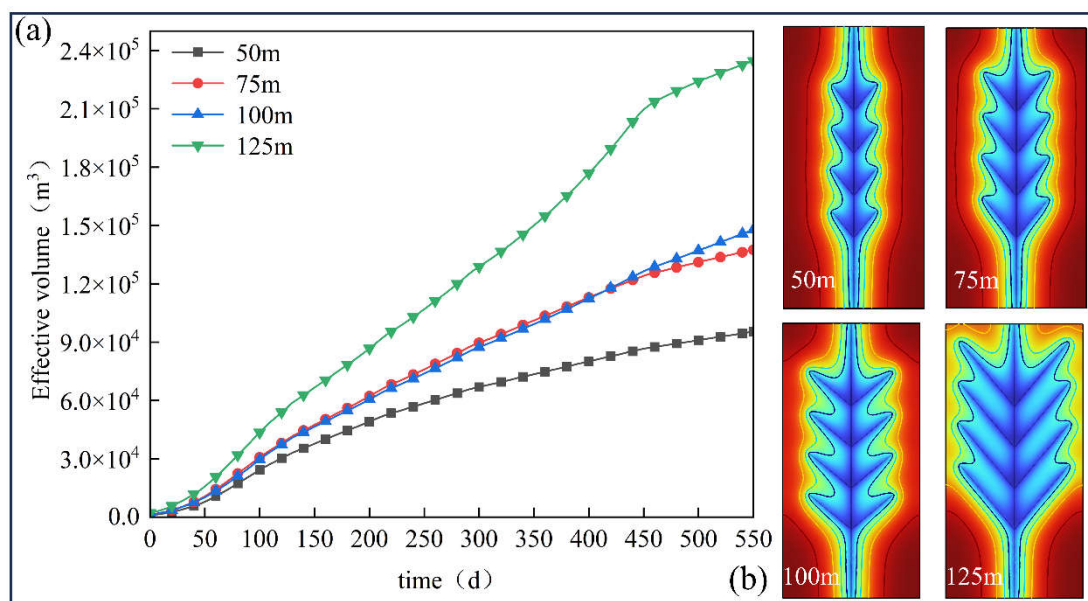 (a)
2.4×10⁵
2.1×10⁵
1.8×10⁵
1.5×10⁵
1.2×10⁵
9.0×10⁴
6.0×10⁴
3.0×10⁴
0.0
Effective volume（m³）
50m
75m
100m
125m
0 50 100 150 200 250 300 350 400 450 500 550
time（d）
(b)
50m
75m
100m
125m